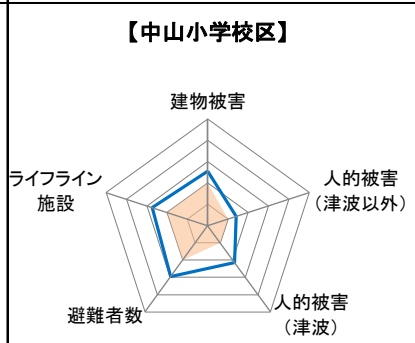 【中山小学校区】
建物被害
人的被害
（津波以外）
人的被害
（津波）
避難者数
ライフライン
施設